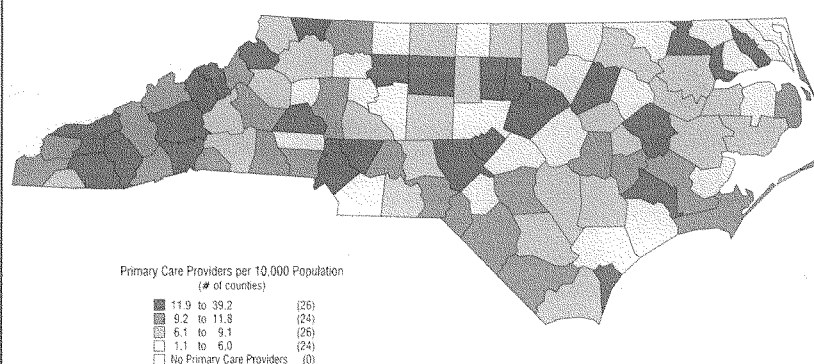 Primary Care Providers per 10,000 Population
(# of counties)
11.9 to 39.2 (26)
9.2 to 11.8 (24)
6.1 to 9.1 (26)
1.1 to 6.0 (24)
No Primary Care Providers (0)